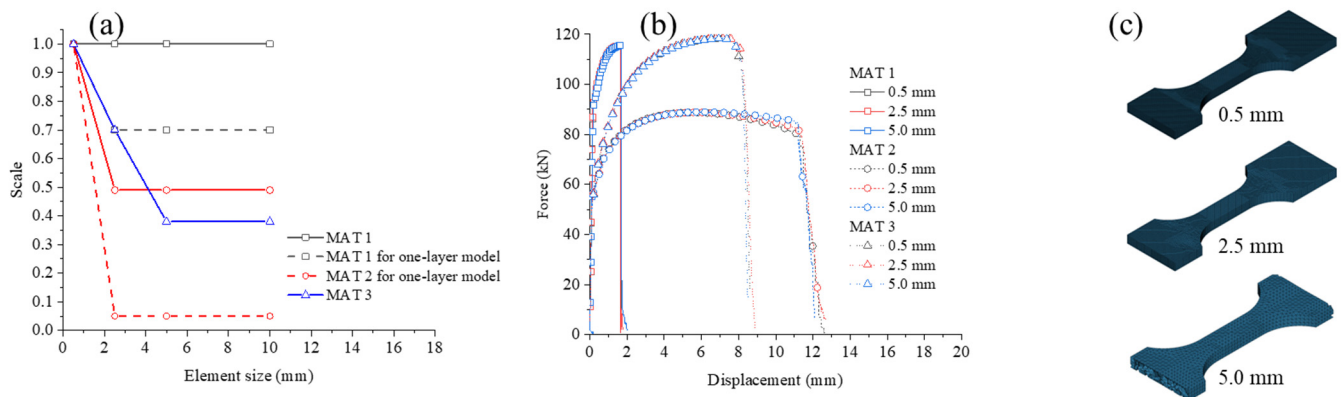 (a)
1.0
0.9
0.8
0.7
0.6
0.5
0.4
0.3
0.2
0.1
0.0
Scale
0 2 4 6 8 10 12 14 16 18
Element size (mm)
MAT 1
MAT 1 for one-layer model
MAT 2 for one-layer model
MAT 3
(b)
120
100
80
60
40
20
0
Force (kN)
0 2 4 6 8 10 12 14 16 18 20
Displacement (mm)
MAT 1
0.5 mm
2.5 mm
5.0 mm
MAT 2
0.5 mm
2.5 mm
5.0 mm
MAT 3
0.5 mm
2.5 mm
5.0 mm
(c)
0.5 mm
2.5 mm
5.0 mm